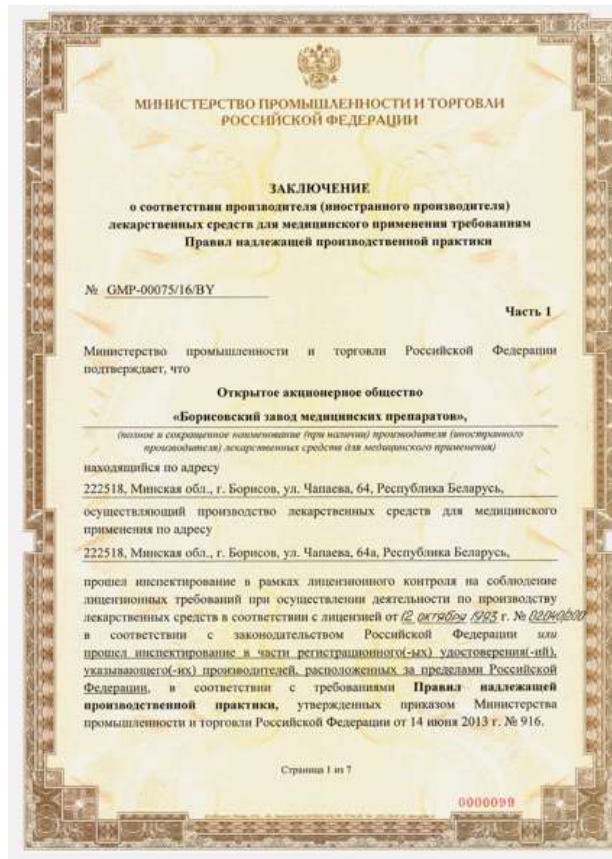 МИНИСТЕРСТВО ПРОМЫШЛЕННОСТИ И ТОРГОВЛИ
РОССИЙСКОЙ ФЕДЕРАЦИИ
ЗАКЛЮЧЕНИЕ
о соответствии производителя (иностранного производителя)
лекарственных средств для медицинского применения требованиям
Правил надлежащей производственной практики
№ GMP-00075/16/BY
Часть 1
Министерство промышленности и торговли Российской Федерации
подтверждает, что
Открытое акционерное общество
«Борисовский завод медицинских препаратов»,
(полное и сокращенное наименование (при наличии) производителя (иностранного
производителя) лекарственных средств для медицинского применения)
находящийся по адресу
222518, Минская обл., г. Борисов, ул. Чапаева, 64, Республика Беларусь,
осуществляющий производство лекарственных средств для медицинского
применения по адресу
222518, Минская обл., г. Борисов, ул. Чапаева, 64а, Республика Беларусь,
прошел инспектирование в рамках лицензионного контроля на соблюдение
лицензионных требований при осуществлении деятельности по производству
лекарственных средств в соответствии с лицензией от 12 октября 1993 г. №
в соответствии с законодательством Российской Федерации или
прошел инспектирование в части регистрационного(-ых) удостоверения(-ий),
указывающего(-их) производителей, расположенных за пределами Российской
Федерации, в соответствии с требованиями Правил надлежащей
производственной практики, утвержденных приказом Министерства
промышленности и торговли Российской Федерации от 14 июня 2013 г. № 916.
Страница 1 из 7
0000099